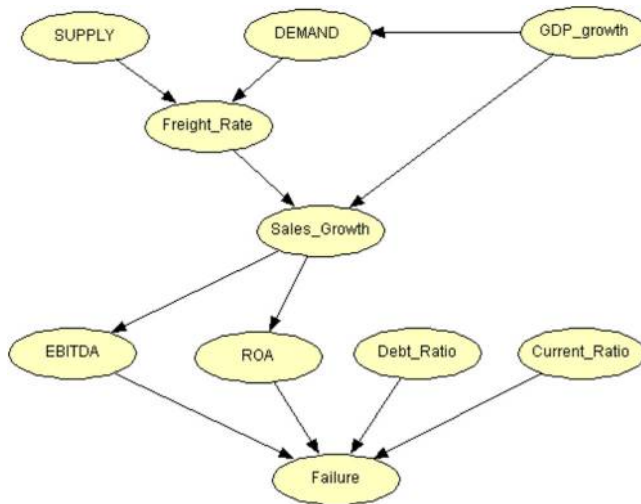 SUPPLY
DEMAND
GDP_growth
Freight_Rate
Sales_Growth
EBITDA
ROA
Debt_Ratio
Current_Ratio
Failure